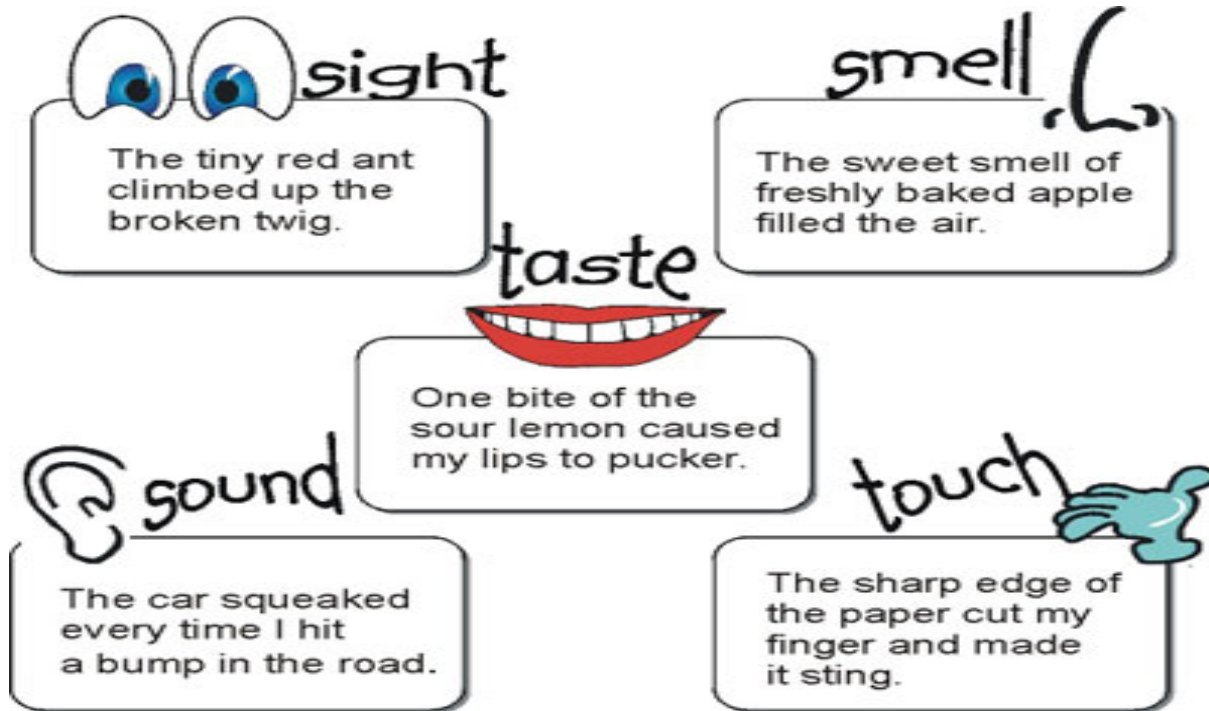 sight
The tiny red ant
climbed up the
broken twig.
smell
The sweet smell of
freshly baked apple
filled the air.
taste
One bite of the
sour lemon caused
my lips to pucker.
sound
The car squeaked
every time I hit
a bump in the road.
touch
The sharp edge of
the paper cut my
finger and made
it sting.